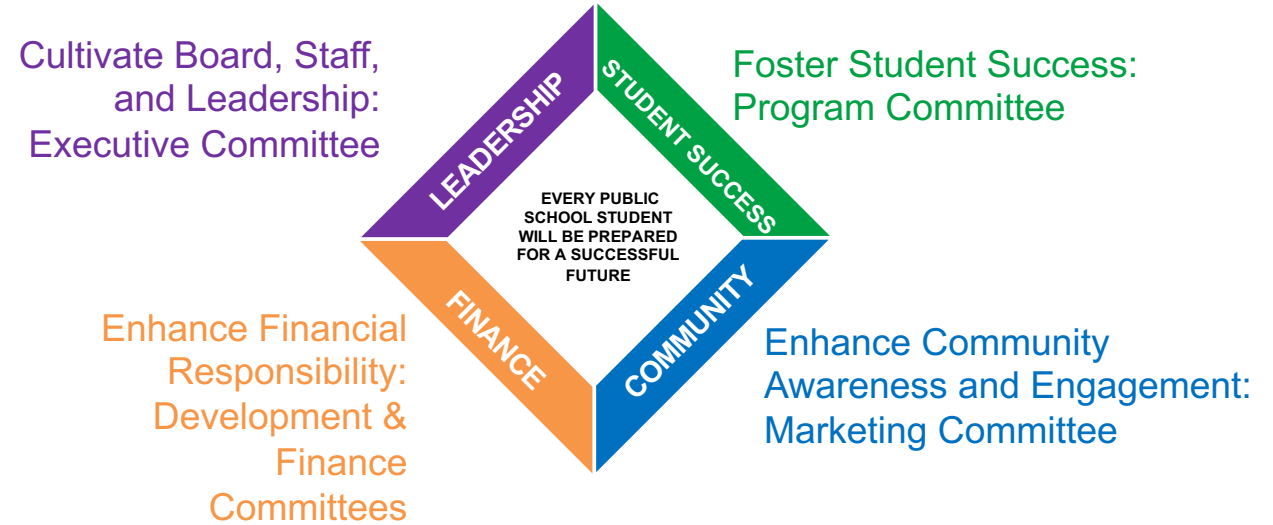 Cultivate Board, Staff,
and Leadership:
Executive Committee
LEADERSHIP
STUDENT SUCCESS
Foster Student Success:
Program Committee
EVERY PUBLIC
SCHOOL STUDENT
WILL BE PREPARED
FOR A SUCCESSFUL
FUTURE
Enhance Financial
Responsibility:
Development &
Finance
Committees
FINANCE
COMMUNITY
Enhance Community
Awareness and Engagement:
Marketing Committee